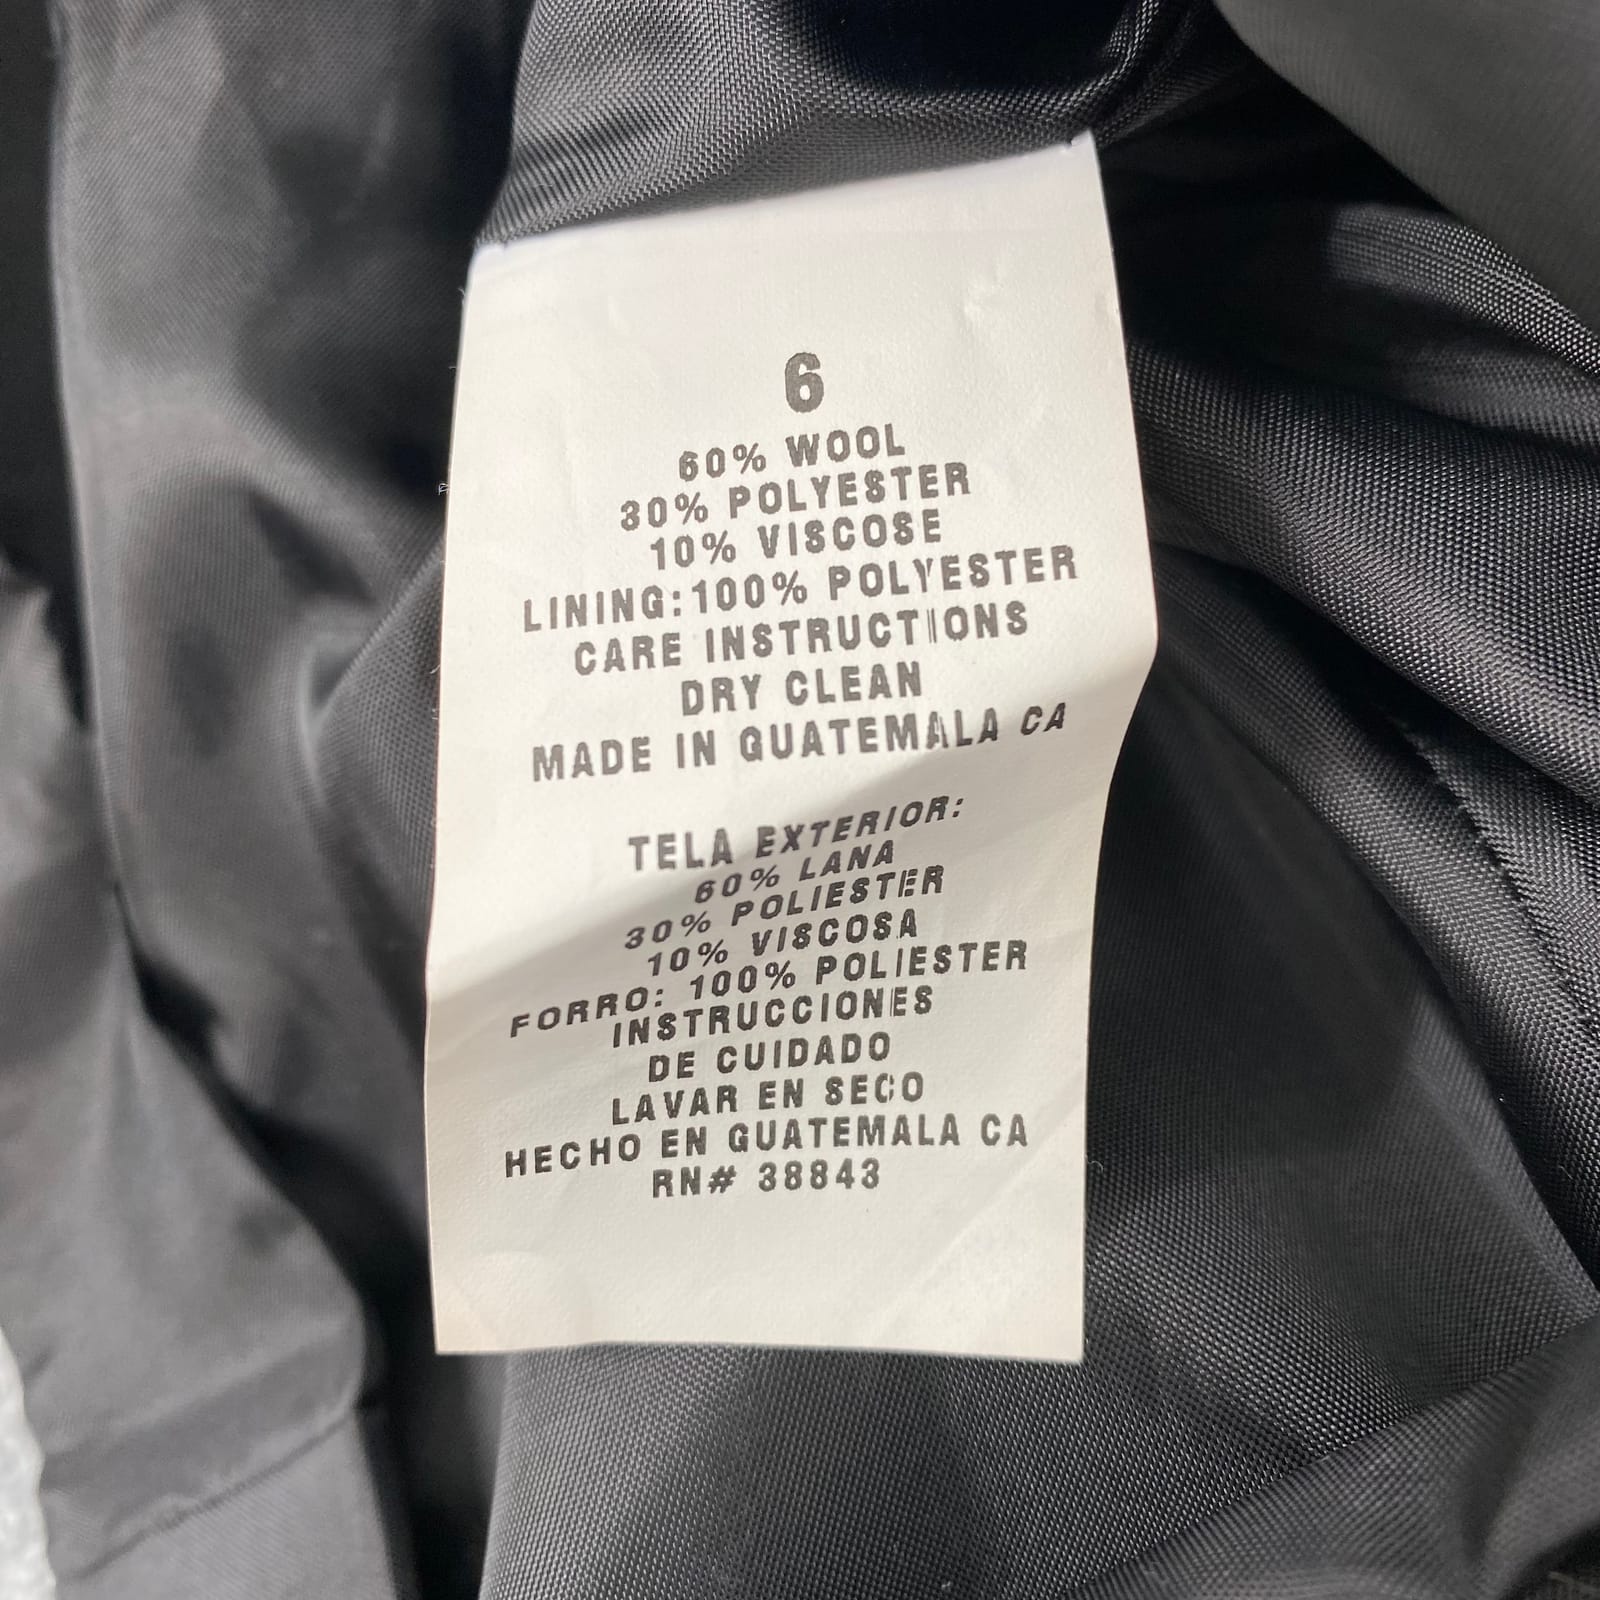 6
60% WOOL
30% POLYESTER
10% VISCOSE
LINING:100% POLYESTER
CARE INSTRUCTIONS
DRY CLEAN
MADE IN GUATEMALA CA
TELA EXTERIOR:
60% LANA
30% POLIESTER
10% VISCOSA
FORRO: 100% POLIESTER
INSTRUCCIONES
DE CUIDADO
LAVAR EN SECO
HECHO EN GUATEMALA CA
RN# 38843